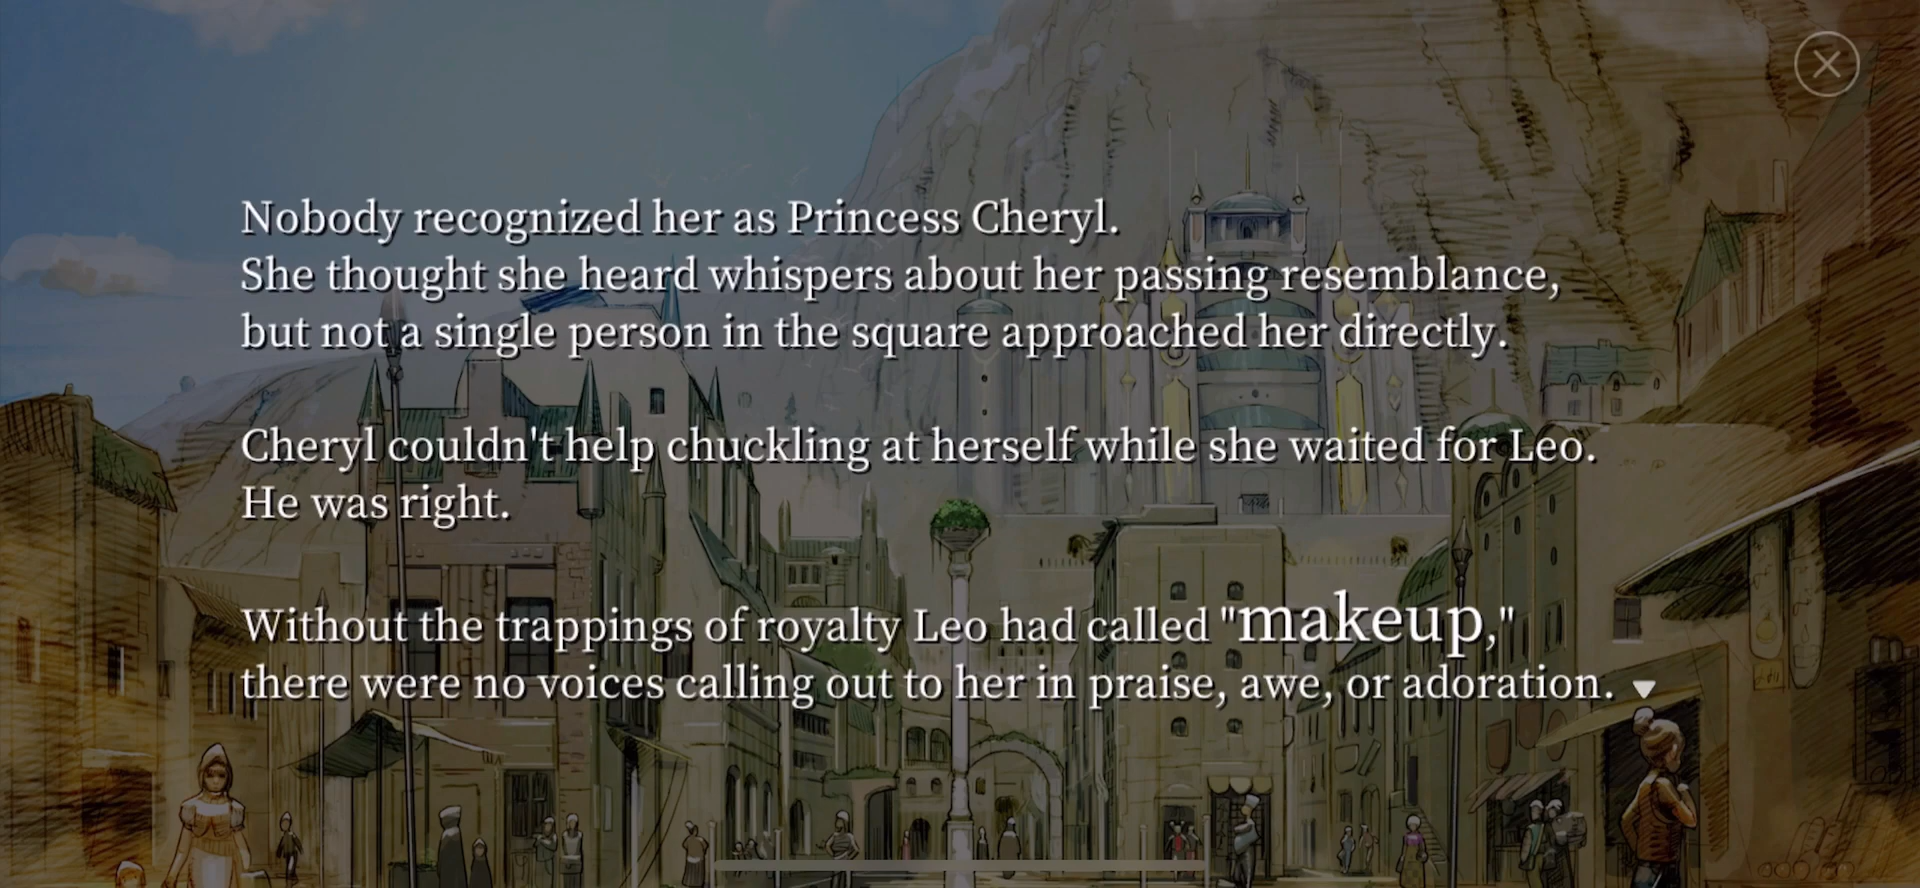 Nobody recognized her as Princess Cheryl.
She thought she heard whispers about her passing resemblance,
but not a single person in the square approached her directly.
Cheryl couldn't help chuckling at herself while she waited for Leo.
He was right.
Without the trappings of royalty Leo had called "makeup,"
there were no voices calling out to her in praise, awe, or adoration.